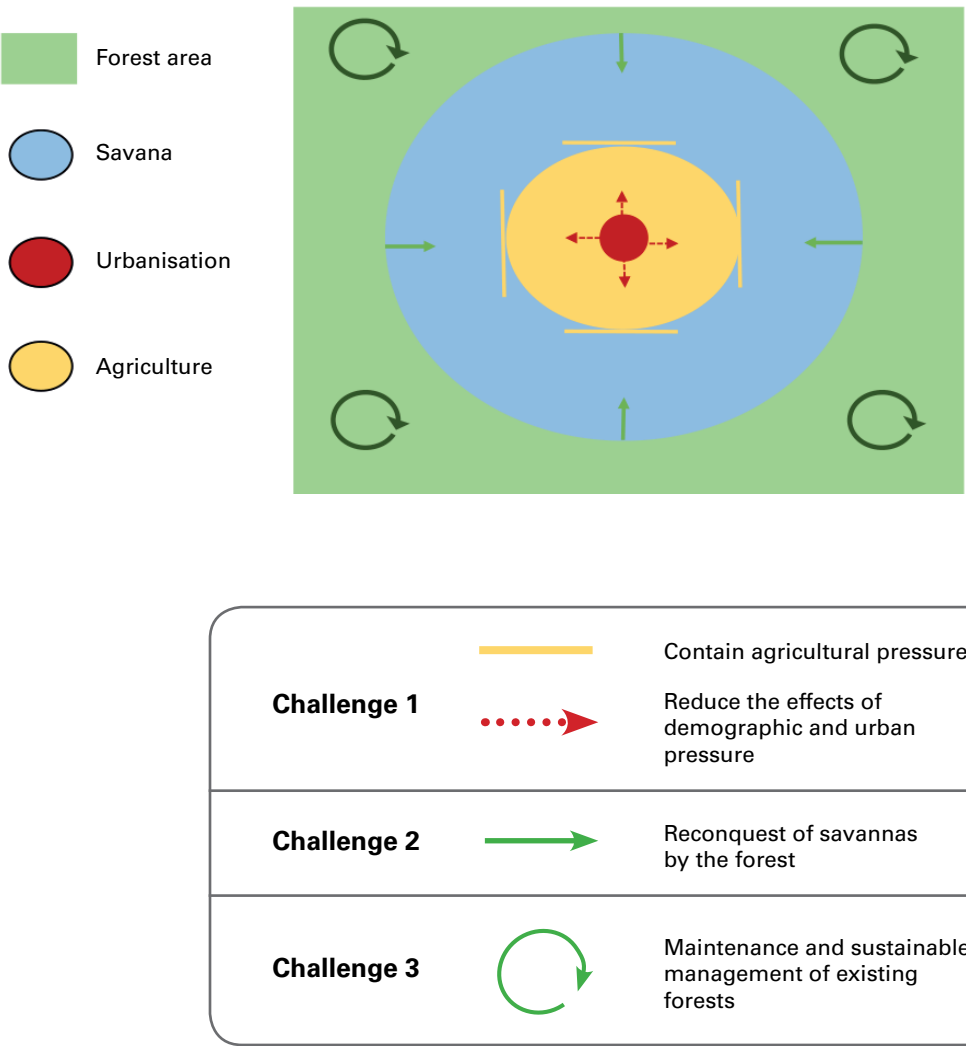 Forest area
Savana
Urbanisation
Agriculture
Challenge 1
Contain agricultural pressure
Reduce the effects of
demographic and urban
pressure
Challenge 2
Reconquest of savannas
by the forest
Challenge 3
Maintenance and sustainable
management of existing
forests